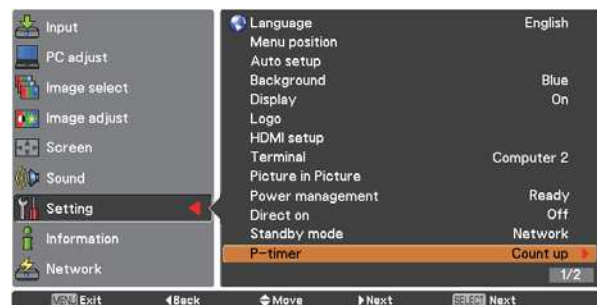 Input
PC adjust
Image select
Image adjust
Screen
Sound
Setting
Information
Network
Language English
Menu position
Auto setup
Background Blue
Display On
Logo
HDMI setup
Terminal Computer 2
Picture in Picture
Power management Ready
Direct on Off
Standby mode Network
P-timer Count up
1/2
MENU Exit Back Move Next SELECT Next